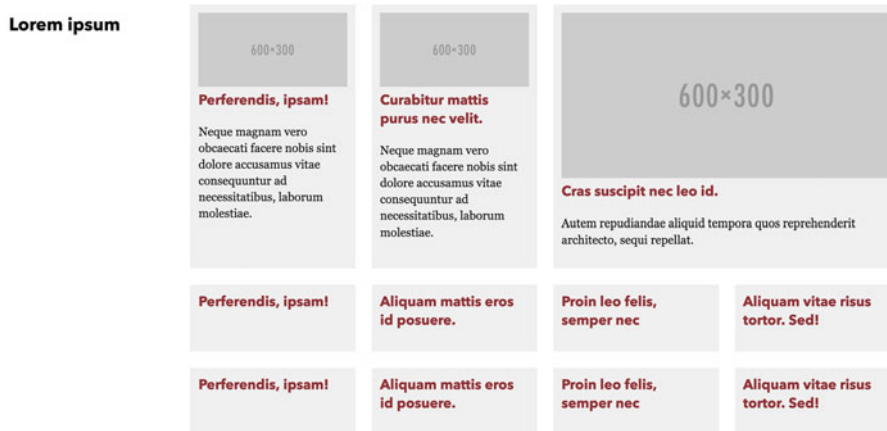 Lorem ipsum
600×300
Perferendis, ipsam!
Neque magnam vero
obcaecati facere nobis sint
dolore accusamus vitae
consequuntur ad
necessitatibus, laborum
molestiae.
600×300
Curabitur mattis
purus nec velit.
Neque magnam vero
obcaecati facere nobis sint
dolore accusamus vitae
consequuntur ad
necessitatibus, laborum
molestiae.
600×300
Cras suscipit nec leo id.
Autem repudiandae aliquid tempora quos reprehenderit
architecto, sequi repellat.
Perferendis, ipsam!
Aliquam mattis eros
id posuere.
Proin leo felis,
semper nec
Aliquam vitae risus
tortor. Sed!
Perferendis, ipsam!
Aliquam mattis eros
id posuere.
Proin leo felis,
semper nec
Aliquam vitae risus
tortor. Sed!